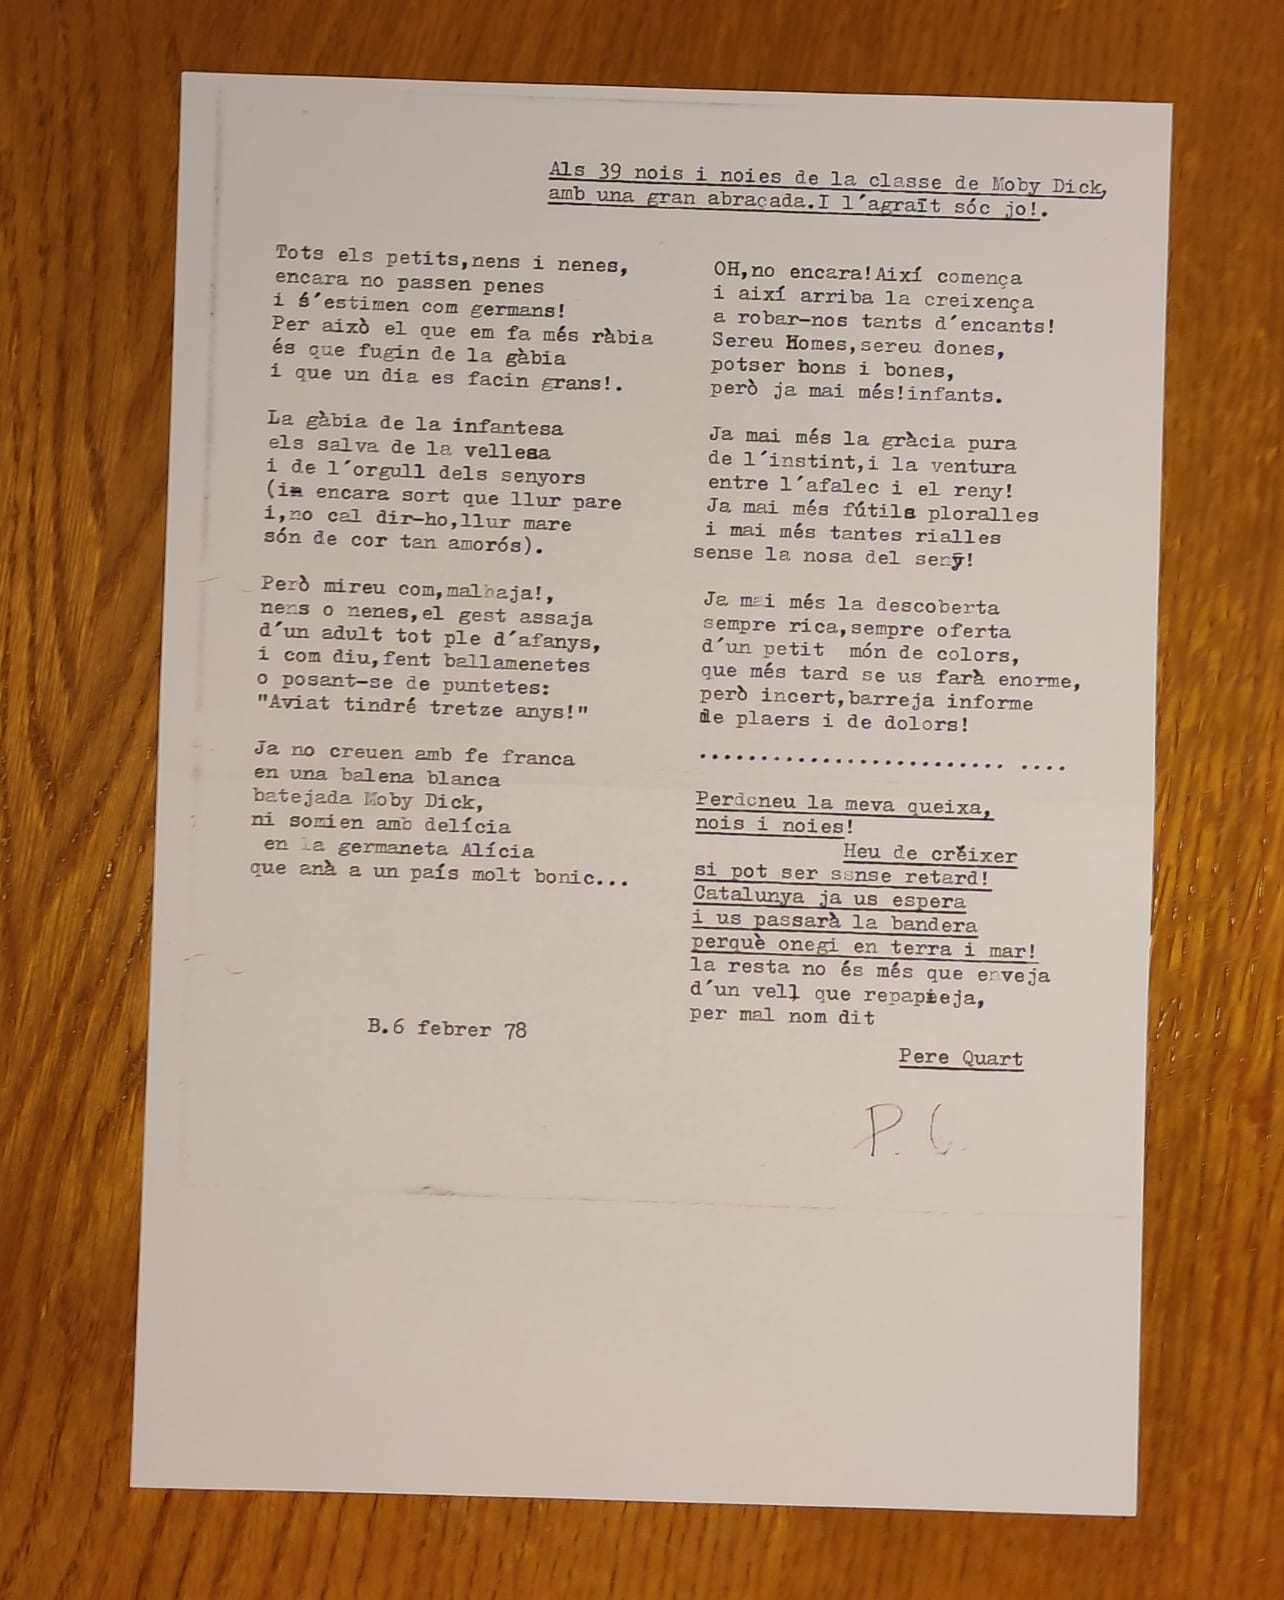 Als 39 nois i noies de la classe de Moby Dick,
amb una gran abraçada.I l'agraït sóc jo!.
Tots els petits,nens i nenes,
encara no passen penes
i s'estimen com germans!
Per això el que em fa més ràbia
és que fugin de la gàbia
i que un dia es facin grans!.
La gàbia de la infantesa
els salva de la vellesa
i de l'orgull dels senyors
(i encara sort que llur pare
i,no cal dir-ho,llur mare
són de cor tan amorós).
Però mireu com,malhaja!,
nens o nenes,el gest assaja
d'un adult tot ple d'afanys,
i com diu,fent ballamenetes
o posant-se de puntetes:
"Aviat tindré tretze anys!"
Ja no creuen amb fe franca
en una balena blanca
batejada Moby Dick,
ni somien amb delícia
en la germaneta Alícia
que anà a un país molt bonic...
B.6 febrer 78
OH,no encara!Així comença
i així arriba la creixença
a robar-nos tants d'encants!
Sereu Homes,sereu dones,
potser bons i bones,
però ja mai més!infants.
Ja mai més la gràcia pura
de l'instint,i la ventura
entre l'afalec i el reny!
Ja mai més fútils ploralles
i mai més tantes rialles
sense la nosa del seny!
Ja mai més la descoberta
sempre rica,sempre oferta
d'un petit món de colors,
que més tard se us farà enorme,
però incert,barreja informe
de plaers i de dolors!
......................... ....
Perdoneu la meva queixa,
nois i noies!
Heu de créixer
si pot ser sense retard!
Catalunya ja us espera
i us passarà la bandera
perquè onegi en terra i mar!
la resta no és més que enveja
d'un vell que repapieja,
per mal nom dit
Pere Quart
P.